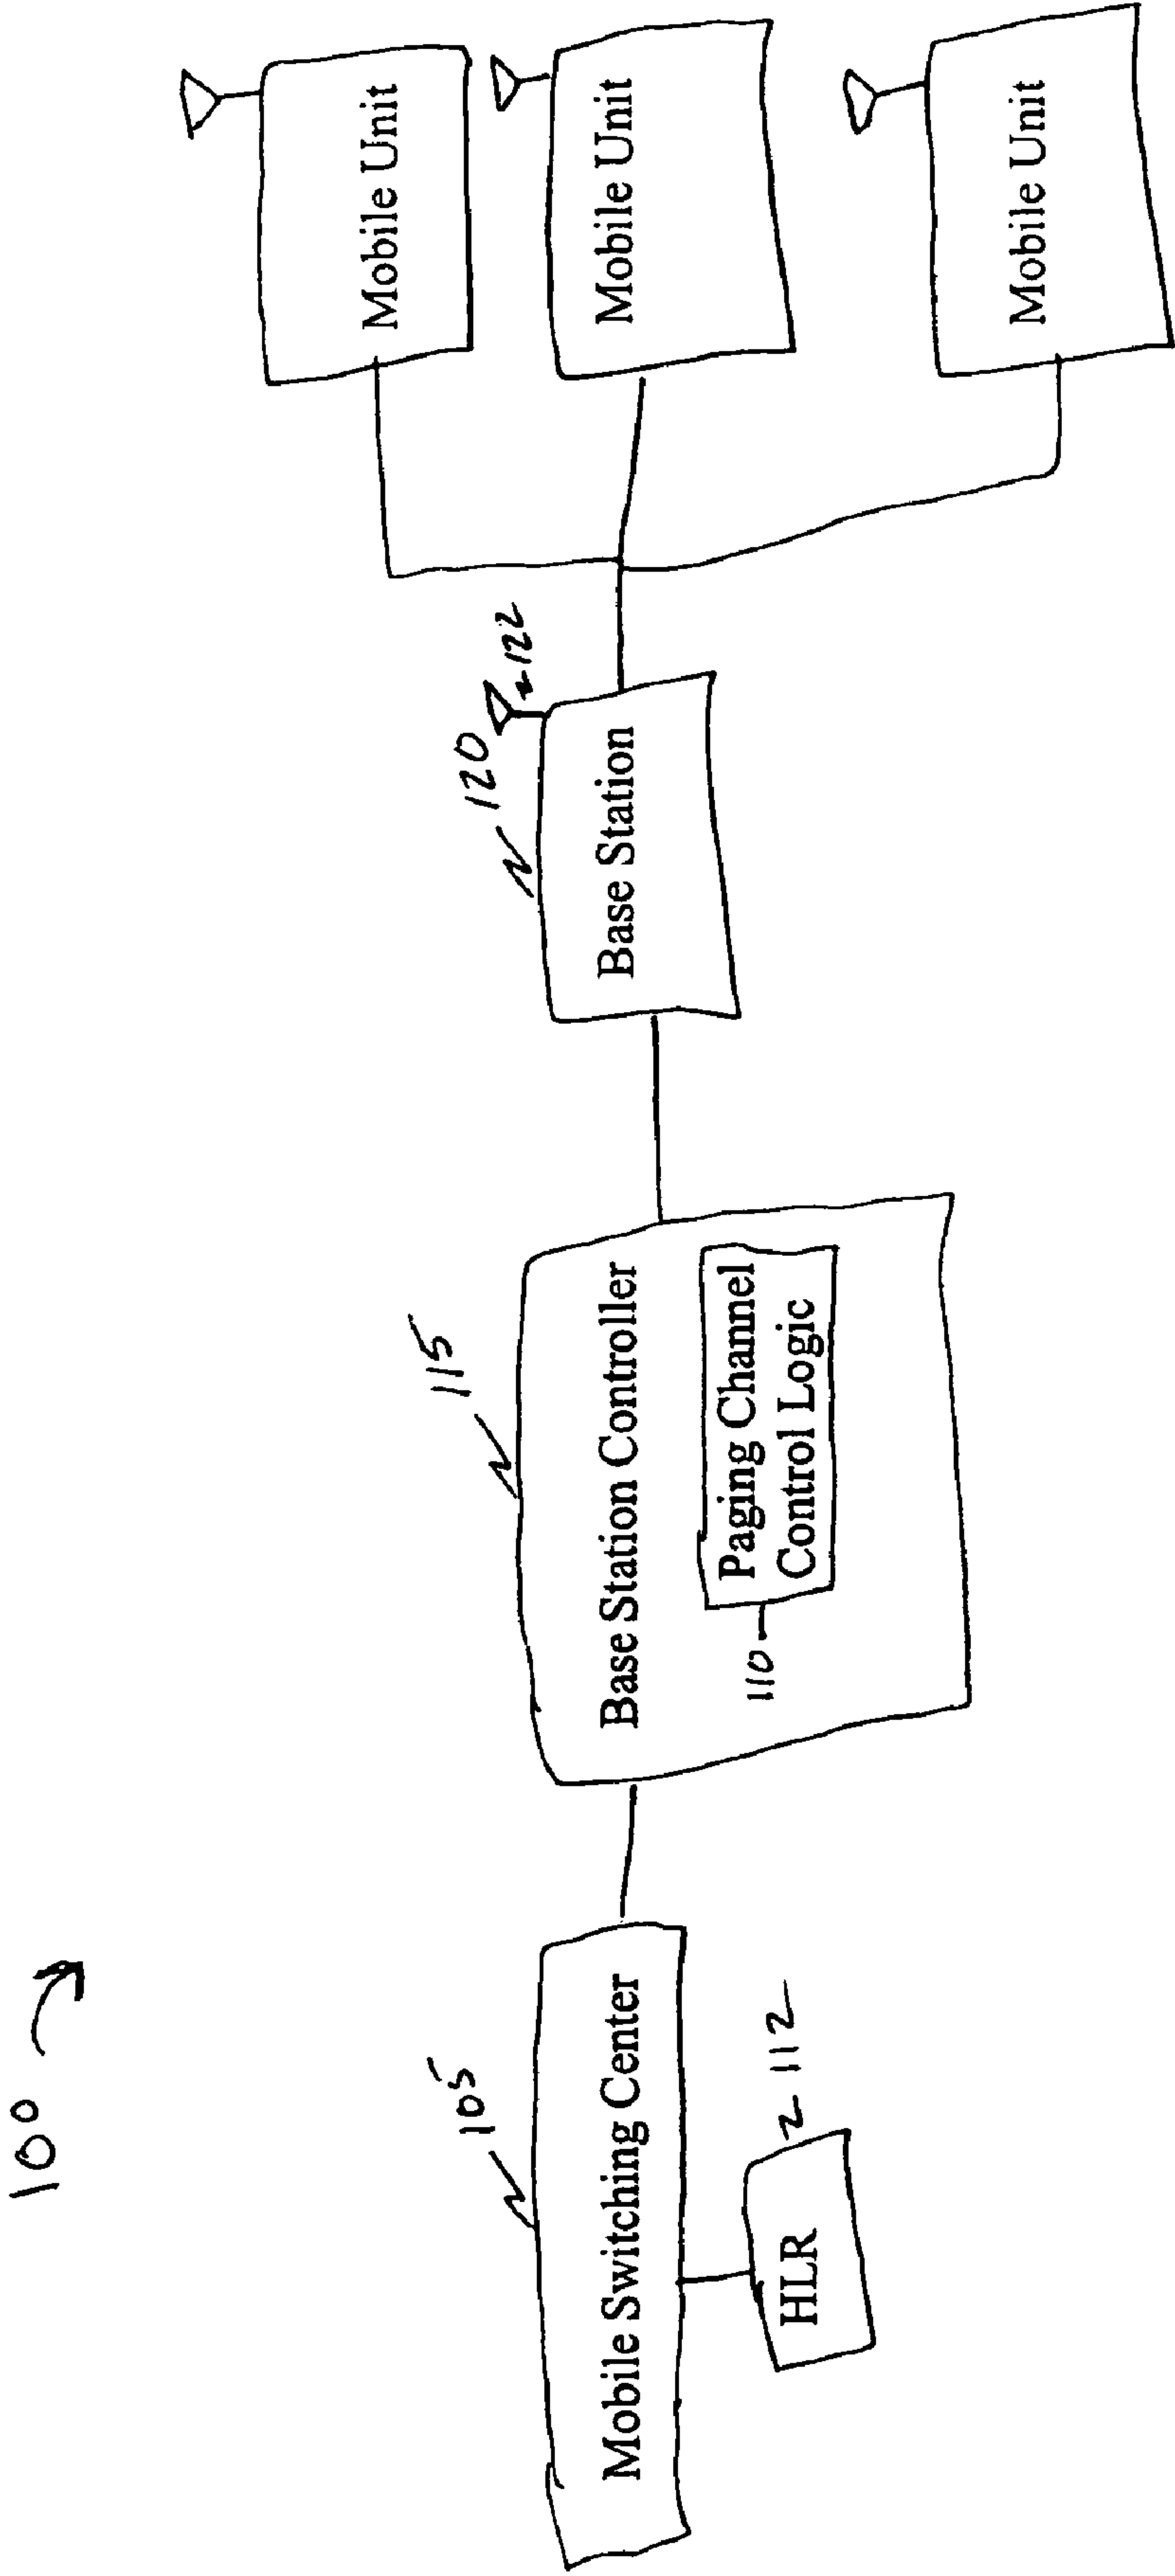 100
105
Mobile Switching Center
HLR
112
115
Base Station Controller
110
Paging Channel
Control Logic
120
122
Base Station
Mobile Unit
Mobile Unit
Mobile Unit